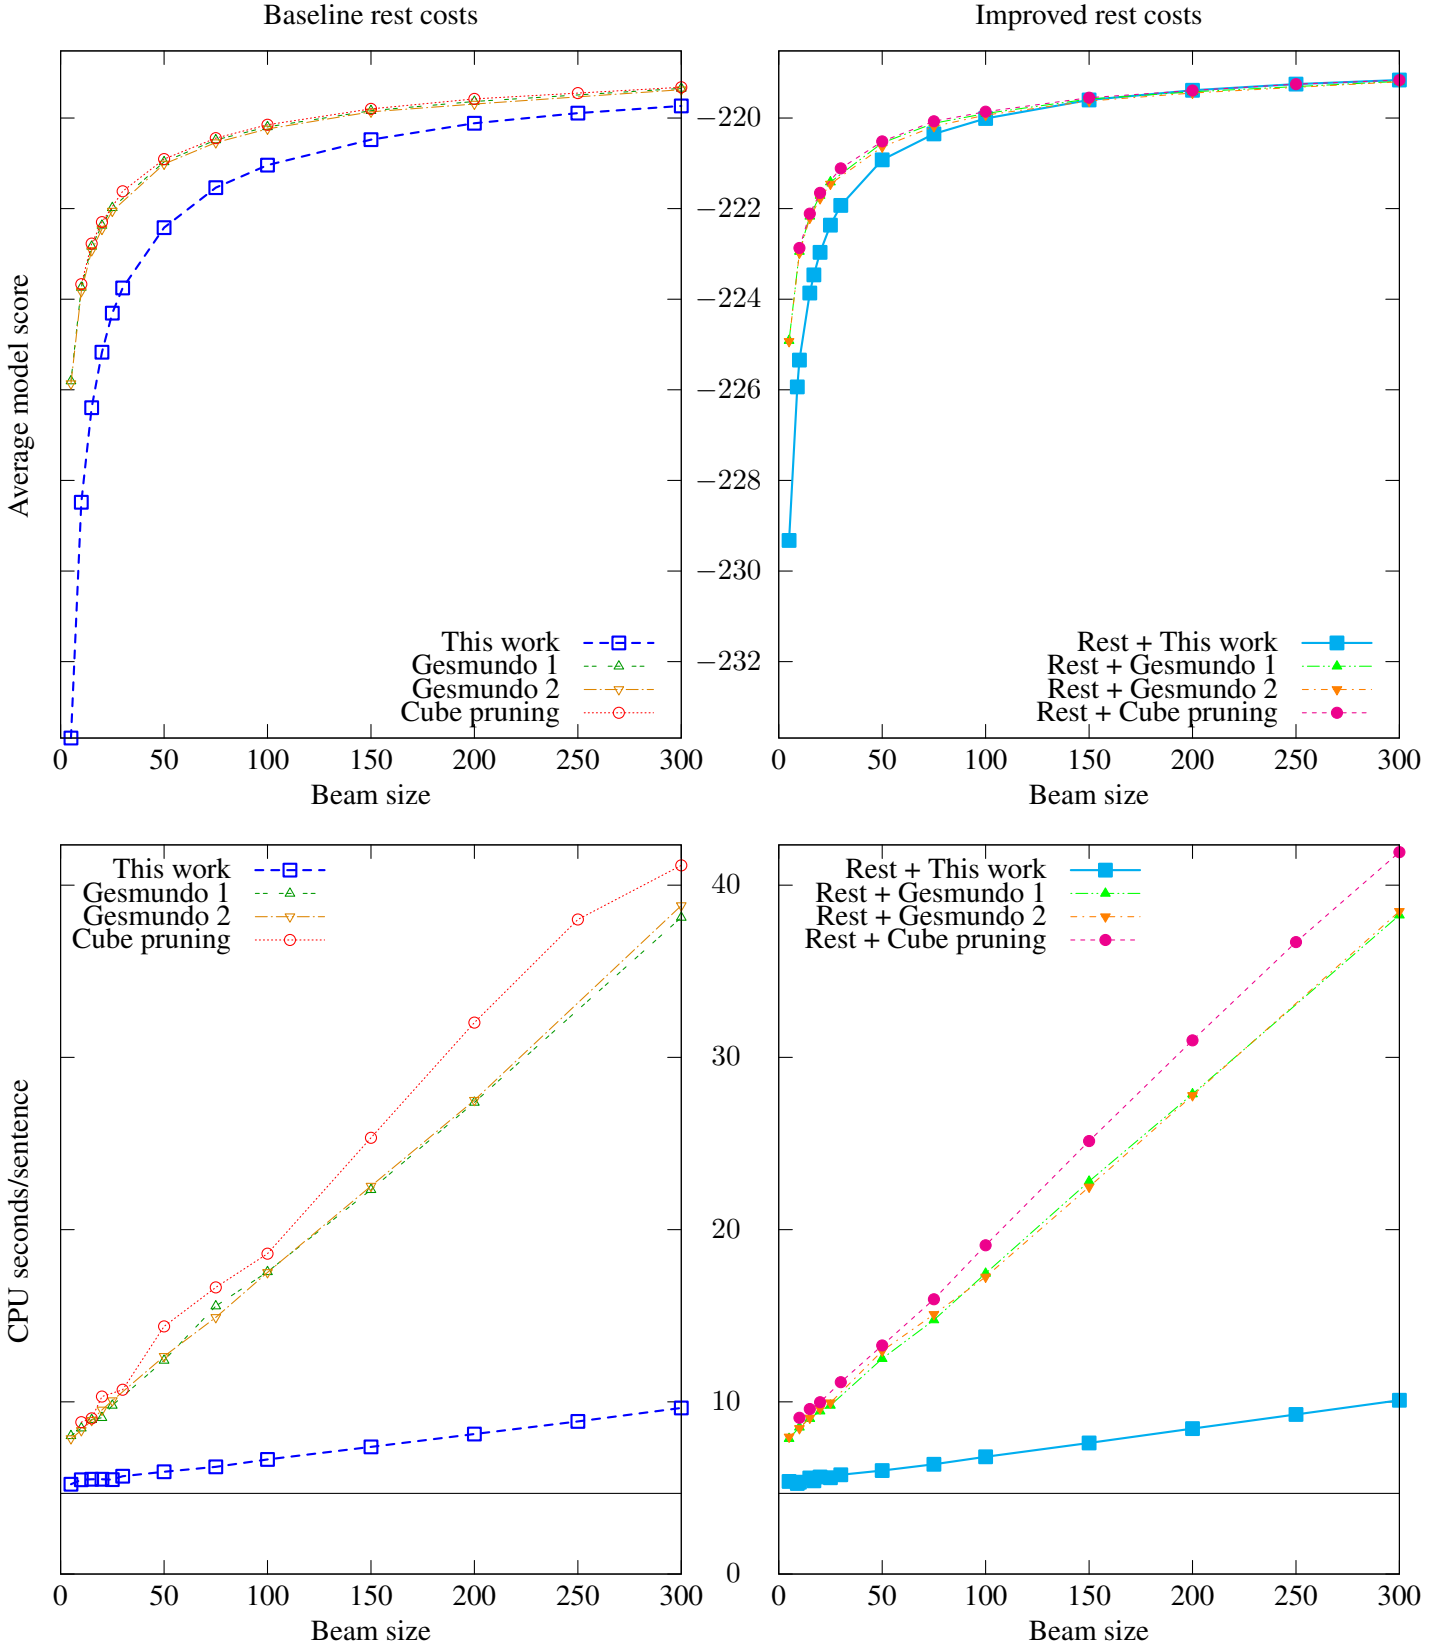 Baseline rest costs
Improved rest costs
Average model score
−220
−222
−224
−226
−228
−230
−232
This work
Gesmundo 1
Gesmundo 2
Cube pruning
0 50 100 150 200 250 300
Beam size
Rest + This work
Rest + Gesmundo 1
Rest + Gesmundo 2
Rest + Cube pruning
0 50 100 150 200 250 300
Beam size
CPU seconds/sentence
This work
Gesmundo 1
Gesmundo 2
Cube pruning
40
30
20
10
0
0 50 100 150 200 250 300
Beam size
Rest + This work
Rest + Gesmundo 1
Rest + Gesmundo 2
Rest + Cube pruning
0 50 100 150 200 250 300
Beam size